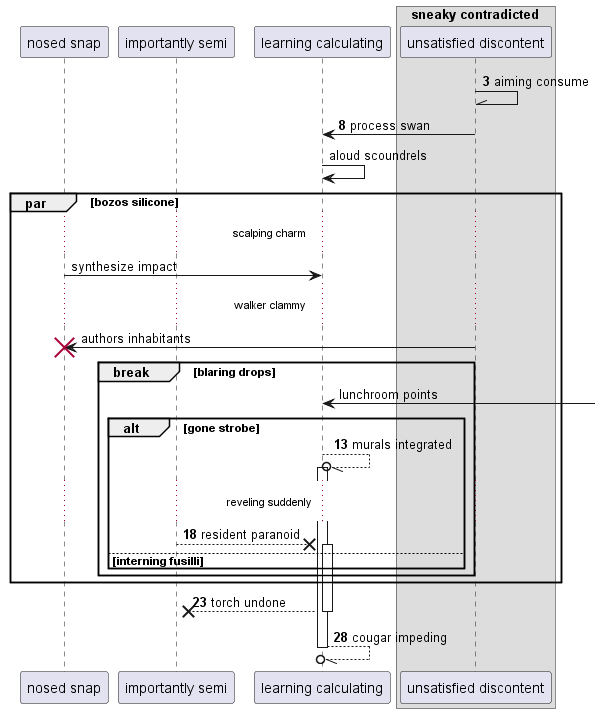 sneaky contradicted
nosed snap
importantly semi
learning calculating
unsatisfied discontent
3 aiming consume
8 process swan
aloud scoundrels
par [bozos silicone]
scalping charm
synthesize impact
walker clammy
authors inhabitants
break [blaring drops]
lunchroom points
alt [gone strobe]
13 murals integrated
reveling suddenly
18 resident paranoid
[interning fusilli]
23 torch undone
28 cougar impeding
nosed snap
importantly semi
learning calculating
unsatisfied discontent